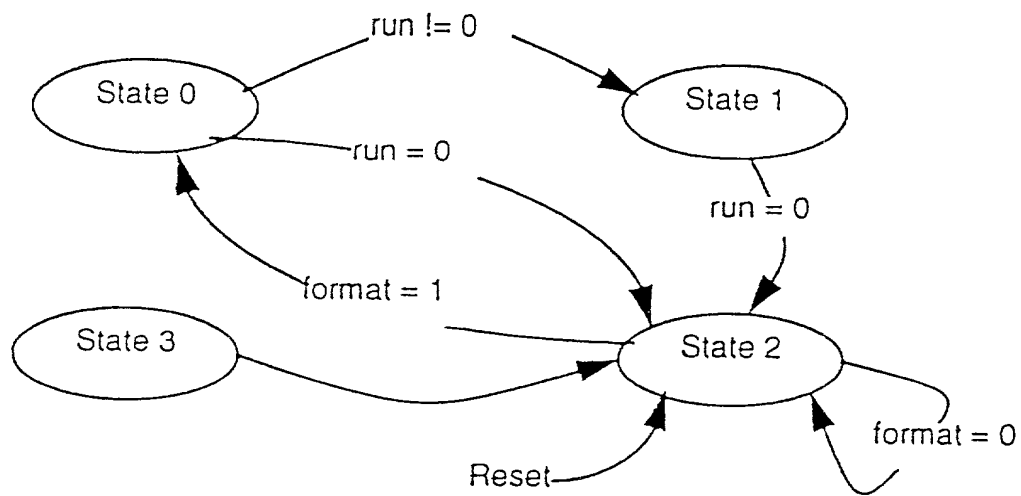 run != 0
State 0
State 1
run = 0
run = 0
format = 1
State 3
State 2
format = 0
Reset